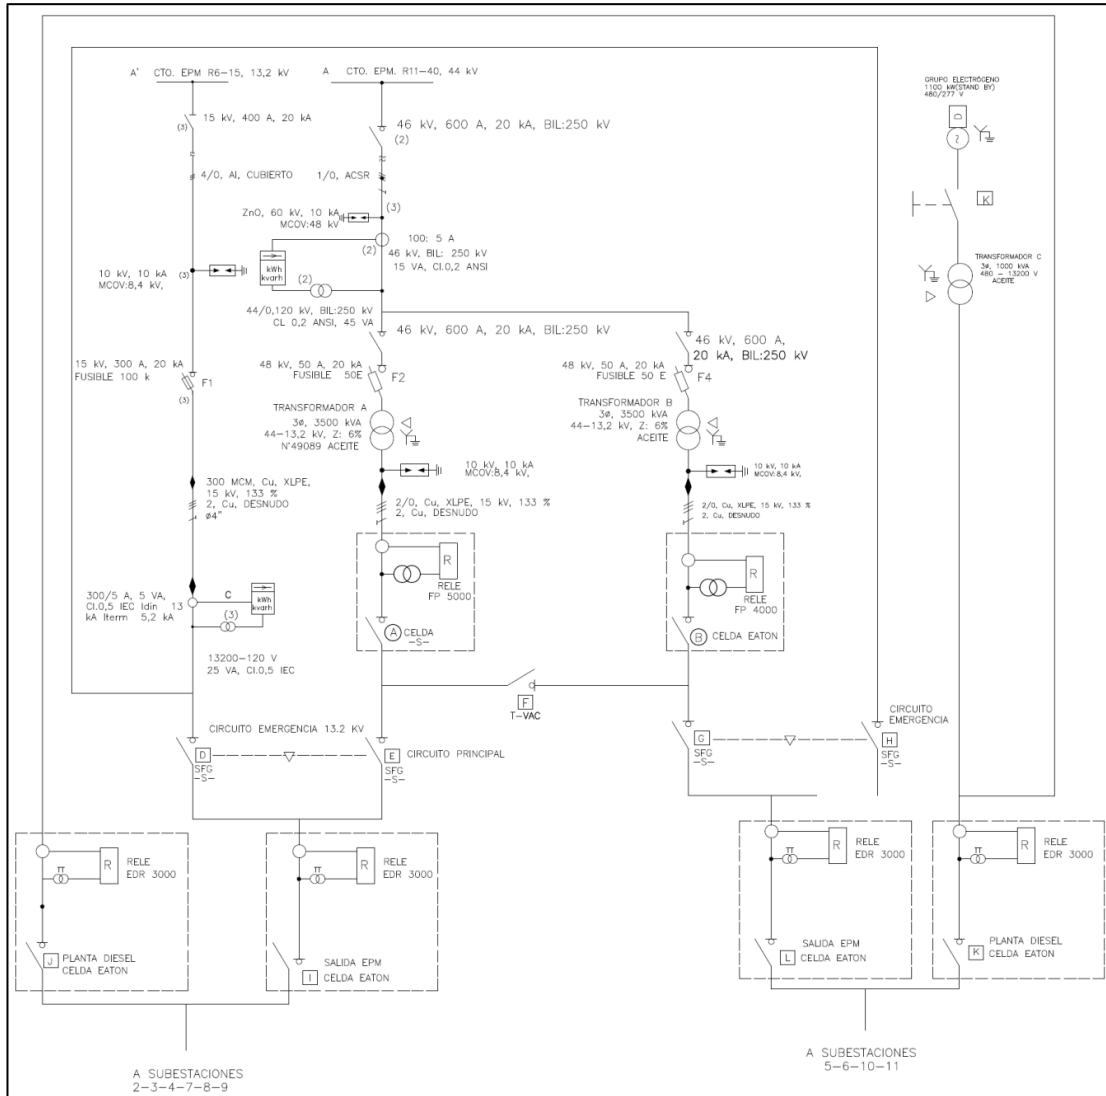 A' CTO. EPM R6-15, 13,2 kV
A CTO. EPM. R11-40, 44 kV
GRUPO ELECTRÓGENO
1100 kW(STAND BY)
480/277 V
D
15 kV, 400 A, 20 kA
(3)
46 kV, 600 A, 20 kA, BIL:250 kV
(2)
4/0, Al, CUBIERTO
1/0, ACSR
K
(3)
ZnO, 60 kV, 10 kA
MCOV:48 kV
100: 5 A
(2)
46 kV, BIL: 250 kV
15 VA, Cl.0,2 ANSI
kWh
kvarh
(2)
TRANSFORMADOR C
3ø, 1000 kVA
480 - 13200 V
ACEITE
10 kV, 10 kA
(3)
MCOV:8,4 kV,
44/0,120 kV, BIL:250 kV
CL 0,2 ANSI, 45 VA
46 kV, 600 A, 20 kA, BIL:250 kV
46 kV, 600 A,
20 kA, BIL:250 kV
15 kV, 300 A, 20 kA
FUSIBLE 100 k
F1
(3)
48 kV, 50 A, 20 kA
FUSIBLE 50E
F2
48 kV, 50 A, 20 kA
FUSIBLE 50 E
F4
TRANSFORMADOR A
3ø, 3500 kVA
44-13,2 kV, Z: 6%
N°49089 ACEITE
TRANSFORMADOR B
3ø, 3500 kVA
44-13,2 kV, Z: 6%
ACEITE
10 kV, 10 kA
MCOV:8,4 kV,
10 kV, 10 kA
MCOV:8,4 kV,
300 MCM, Cu, XLPE,
15 kV, 133 %
2, Cu, DESNUDO
ø4"
2/0, Cu, XLPE, 15 kV, 133 %
2, Cu, DESNUDO
2/0, Cu, XLPE, 15 kV, 133 %
2, Cu, DESNUDO
R
RELE
FP 5000
R
RELE
FP 4000
300/5 A, 5 VA,
Cl.0,5 IEC Idin 13
kA Iterm 5,2 kA
C
kWh
kvarh
(3)
A CELDA
-S-
B CELDA EATON
13200-120 V
25 VA, Cl.0,5 IEC
F
T-VAC
CIRCUITO EMERGENCIA 13.2 KV
CIRCUITO
EMERGENCIA
D
SFG
-S-
E CIRCUITO PRINCIPAL
SFG
-S-
G
SFG
-S-
H
SFG
-S-
R
RELE
EDR 3000
TT
R
RELE
EDR 3000
TT
R
RELE
EDR 3000
TT
R
RELE
EDR 3000
TT
J PLANTA DIESEL
CELDA EATON
SALIDA EPM
I CELDA EATON
SALIDA EPM
L CELDA EATON
PLANTA DIESEL
K CELDA EATON
A SUBESTACIONES
2-3-4-7-8-9
A SUBESTACIONES
5-6-10-11